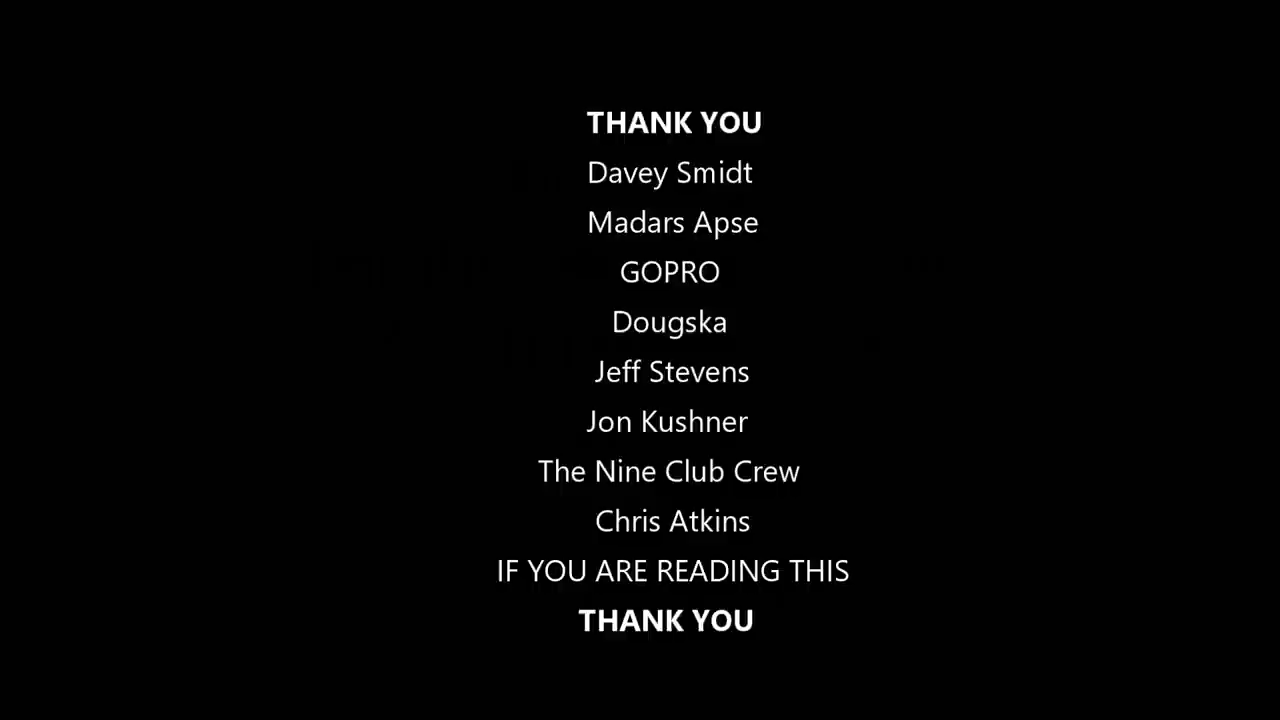 THANK YOU
Davey Smidt
Madars Apse
GOPRO
Dougska
Jeff Stevens
Jon Kushner
The Nine Club Crew
Chris Atkins
IF YOU ARE READING THIS
THANK YOU